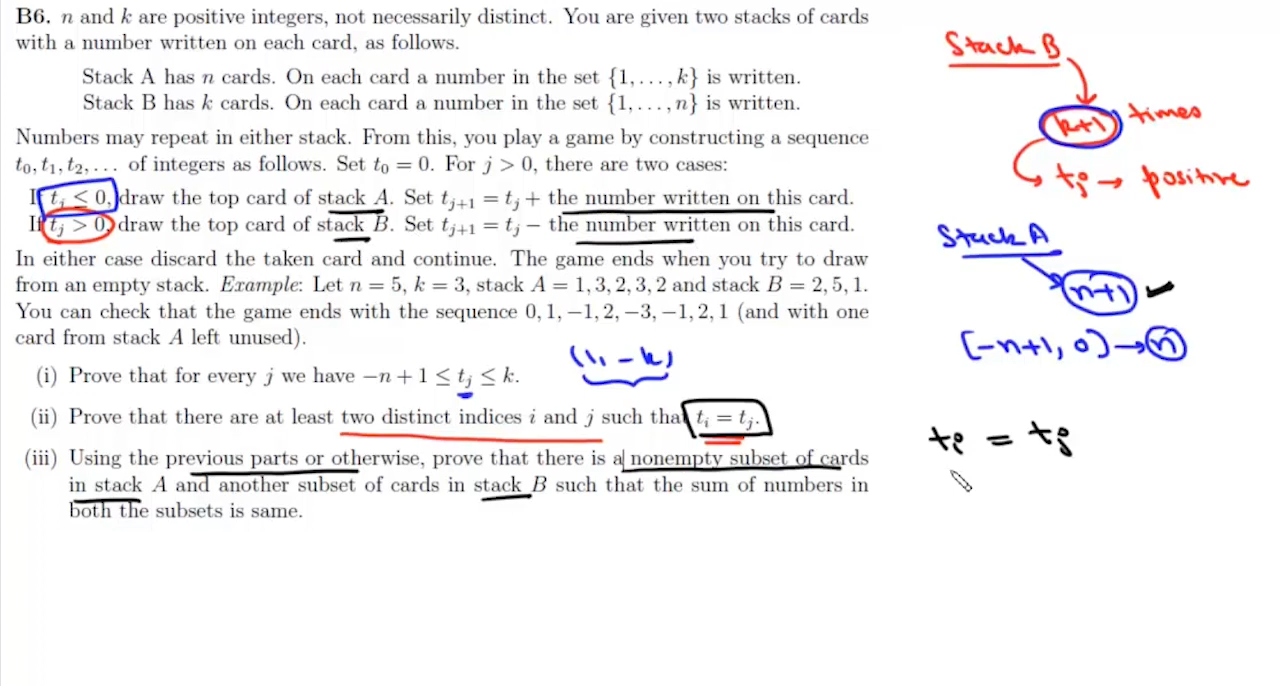 B6. n and k are positive integers, not necessarily distinct. You are given two stacks of cards
with a number written on each card, as follows.
Stack A has n cards. On each card a number in the set {1, . . . , k} is written.
Stack B has k cards. On each card a number in the set {1, . . . , n} is written.
Numbers may repeat in either stack. From this, you play a game by constructing a sequence
t₀, t₁, t₂, . . . of integers as follows. Set t₀ = 0. For j > 0, there are two cases:
If tⱼ ≤ 0, draw the top card of stack A. Set tⱼ₊₁ = tⱼ + the number written on this card.
If tⱼ > 0, draw the top card of stack B. Set tⱼ₊₁ = tⱼ − the number written on this card.
In either case discard the taken card and continue. The game ends when you try to draw
from an empty stack. Example: Let n = 5, k = 3, stack A = 1, 3, 2, 3, 2 and stack B = 2, 5, 1.
You can check that the game ends with the sequence 0, 1, −1, 2, −3, −1, 2, 1 (and with one
card from stack A left unused).
(1, − k)
(i) Prove that for every j we have −n + 1 ≤ tⱼ ≤ k.
(ii) Prove that there are at least two distinct indices i and j such that tᵢ = tⱼ.
(iii) Using the previous parts or otherwise, prove that there is a nonempty subset of cards
in stack A and another subset of cards in stack B such that the sum of numbers in
both the subsets is same.
Stack B
k+1 times
tⱼ → positive
Stack A
n+1
[-n+1, 0] → n
tᵢ = tⱼ